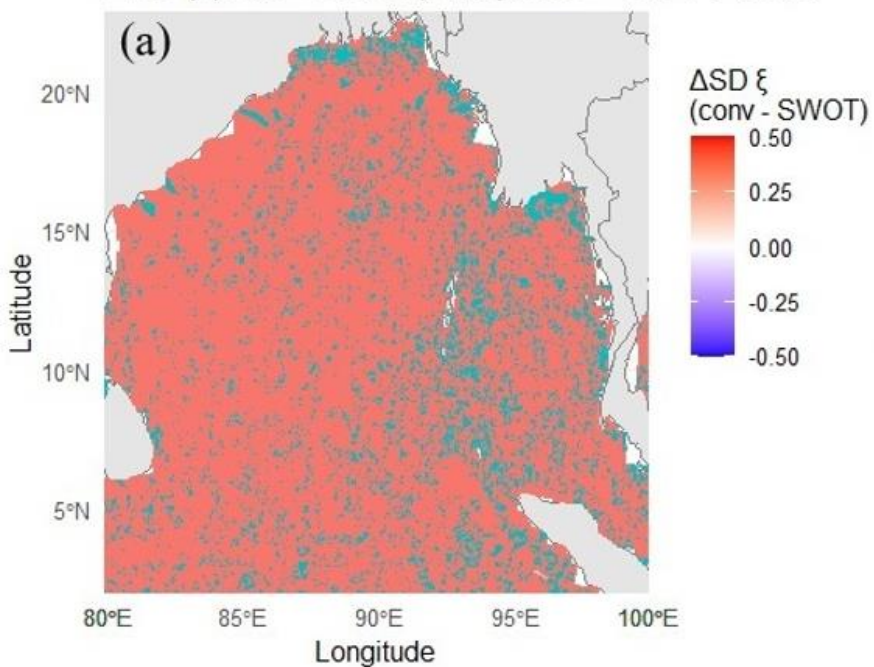 (a)
20°N
15°N
10°N
5°N
Latitude
80°E
85°E
90°E
95°E
100°E
Longitude
ΔSD ξ
(conv - SWOT)
0.50
0.25
0.00
-0.25
-0.50